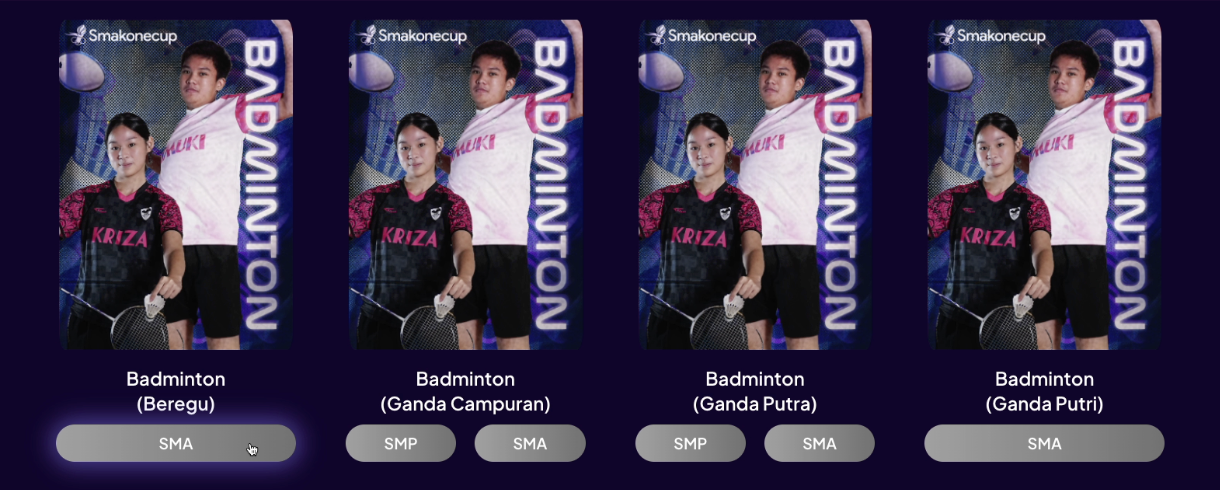 Smakonecup
BADMINTON
MUKI
KRIZA
Smakonecup
BADMINTON
MUKI
KRIZA
Smakonecup
BADMINTON
MUKI
KRIZA
Smakonecup
BADMINTON
MUKI
KRIZA
Badminton
(Beregu)
SMA
Badminton
(Ganda Campuran)
SMP
SMA
Badminton
(Ganda Putra)
SMP
SMA
Badminton
(Ganda Putri)
SMA